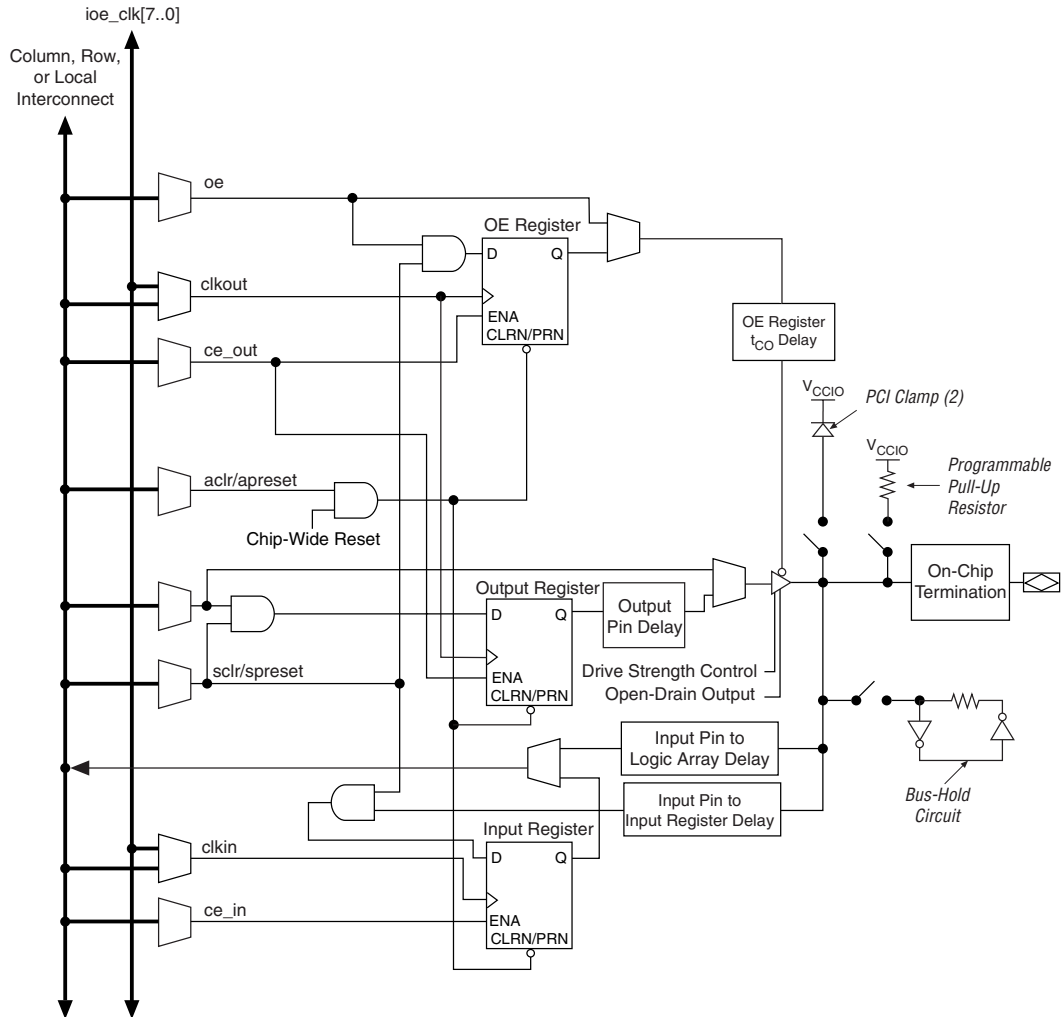 ioe_clk[7..0]
Column, Row,
or Local
Interconnect
oe
OE Register
D Q
clkout
ENA
CLRN/PRN
OE Register
tCO Delay
ce_out
VCCIO
PCI Clamp (2)
VCCIO
Programmable
Pull-Up
Resistor
aclr/apreset
Chip-Wide Reset
On-Chip
Termination
Output Register
D Q
Output
Pin Delay
ENA
CLRN/PRN
sclr/spreset
Drive Strength Control
Open-Drain Output
Input Pin to
Logic Array Delay
Bus-Hold
Circuit
Input Pin to
Input Register Delay
Input Register
D Q
clkin
ENA
CLRN/PRN
ce_in